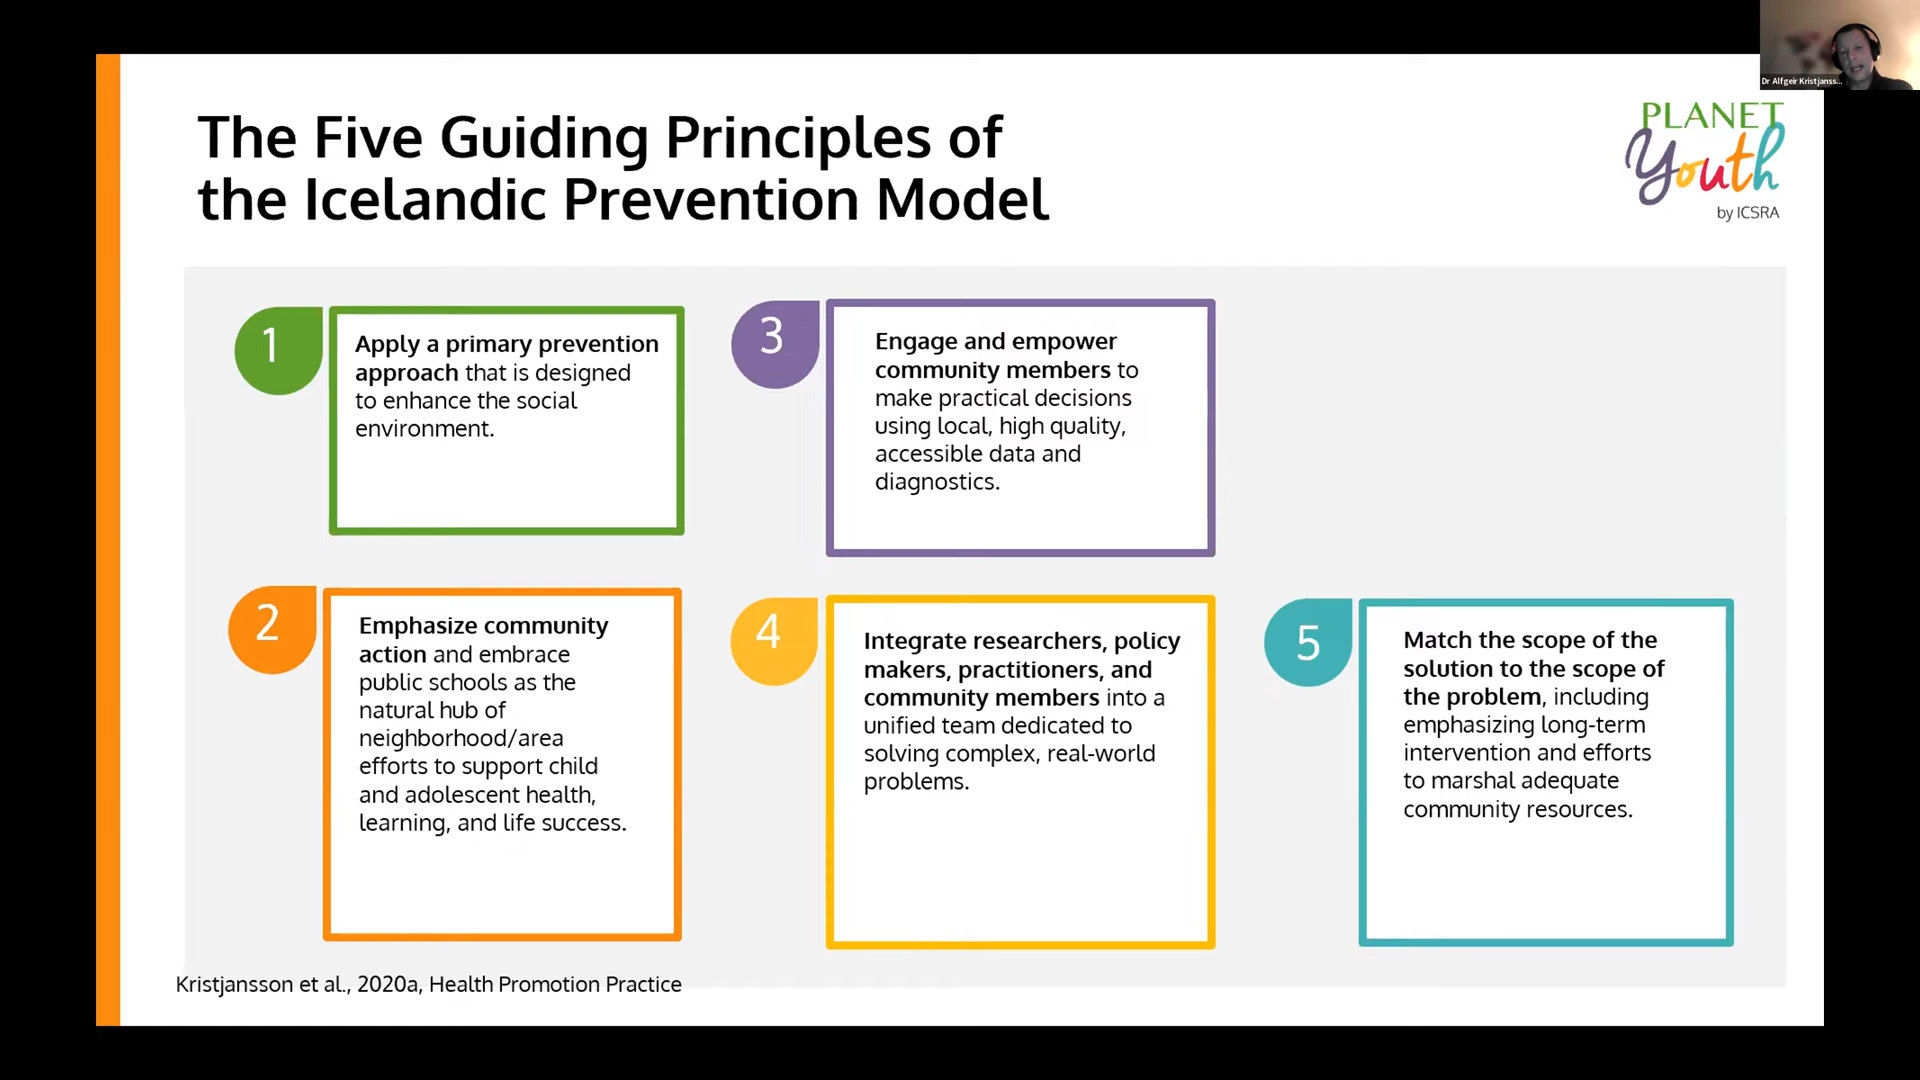 Dr Alfgeir Kristjanss...
PLANET
Youth
by ICSRA
The Five Guiding Principles of
the Icelandic Prevention Model
1
Apply a primary prevention
approach that is designed
to enhance the social
environment.
2
Emphasize community
action and embrace
public schools as the
natural hub of
neighborhood/area
efforts to support child
and adolescent health,
learning, and life success.
3
Engage and empower
community members to
make practical decisions
using local, high quality,
accessible data and
diagnostics.
4
Integrate researchers, policy
makers, practitioners, and
community members into a
unified team dedicated to
solving complex, real-world
problems.
5
Match the scope of the
solution to the scope of
the problem, including
emphasizing long-term
intervention and efforts
to marshal adequate
community resources.
Kristjansson et al., 2020a, Health Promotion Practice